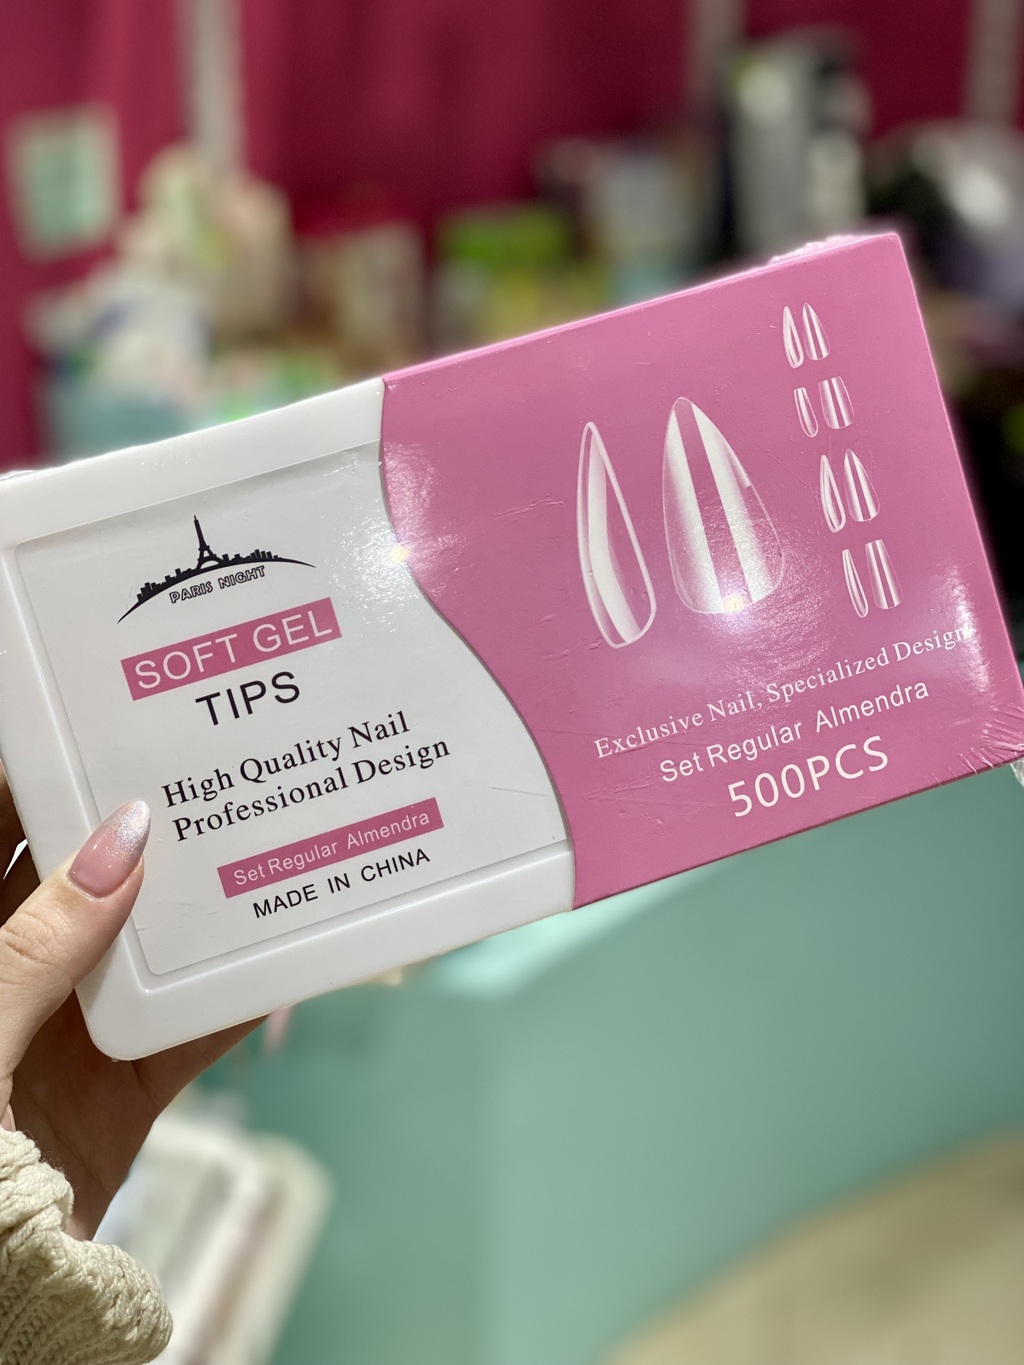 PARIS NIGHT
SOFT GEL
TIPS
High Quality Nail
Professional Design
Set Regular Almendra
MADE IN CHINA
Exclusive Nail, Specialized Design
Set Regular Almendra
500PCS